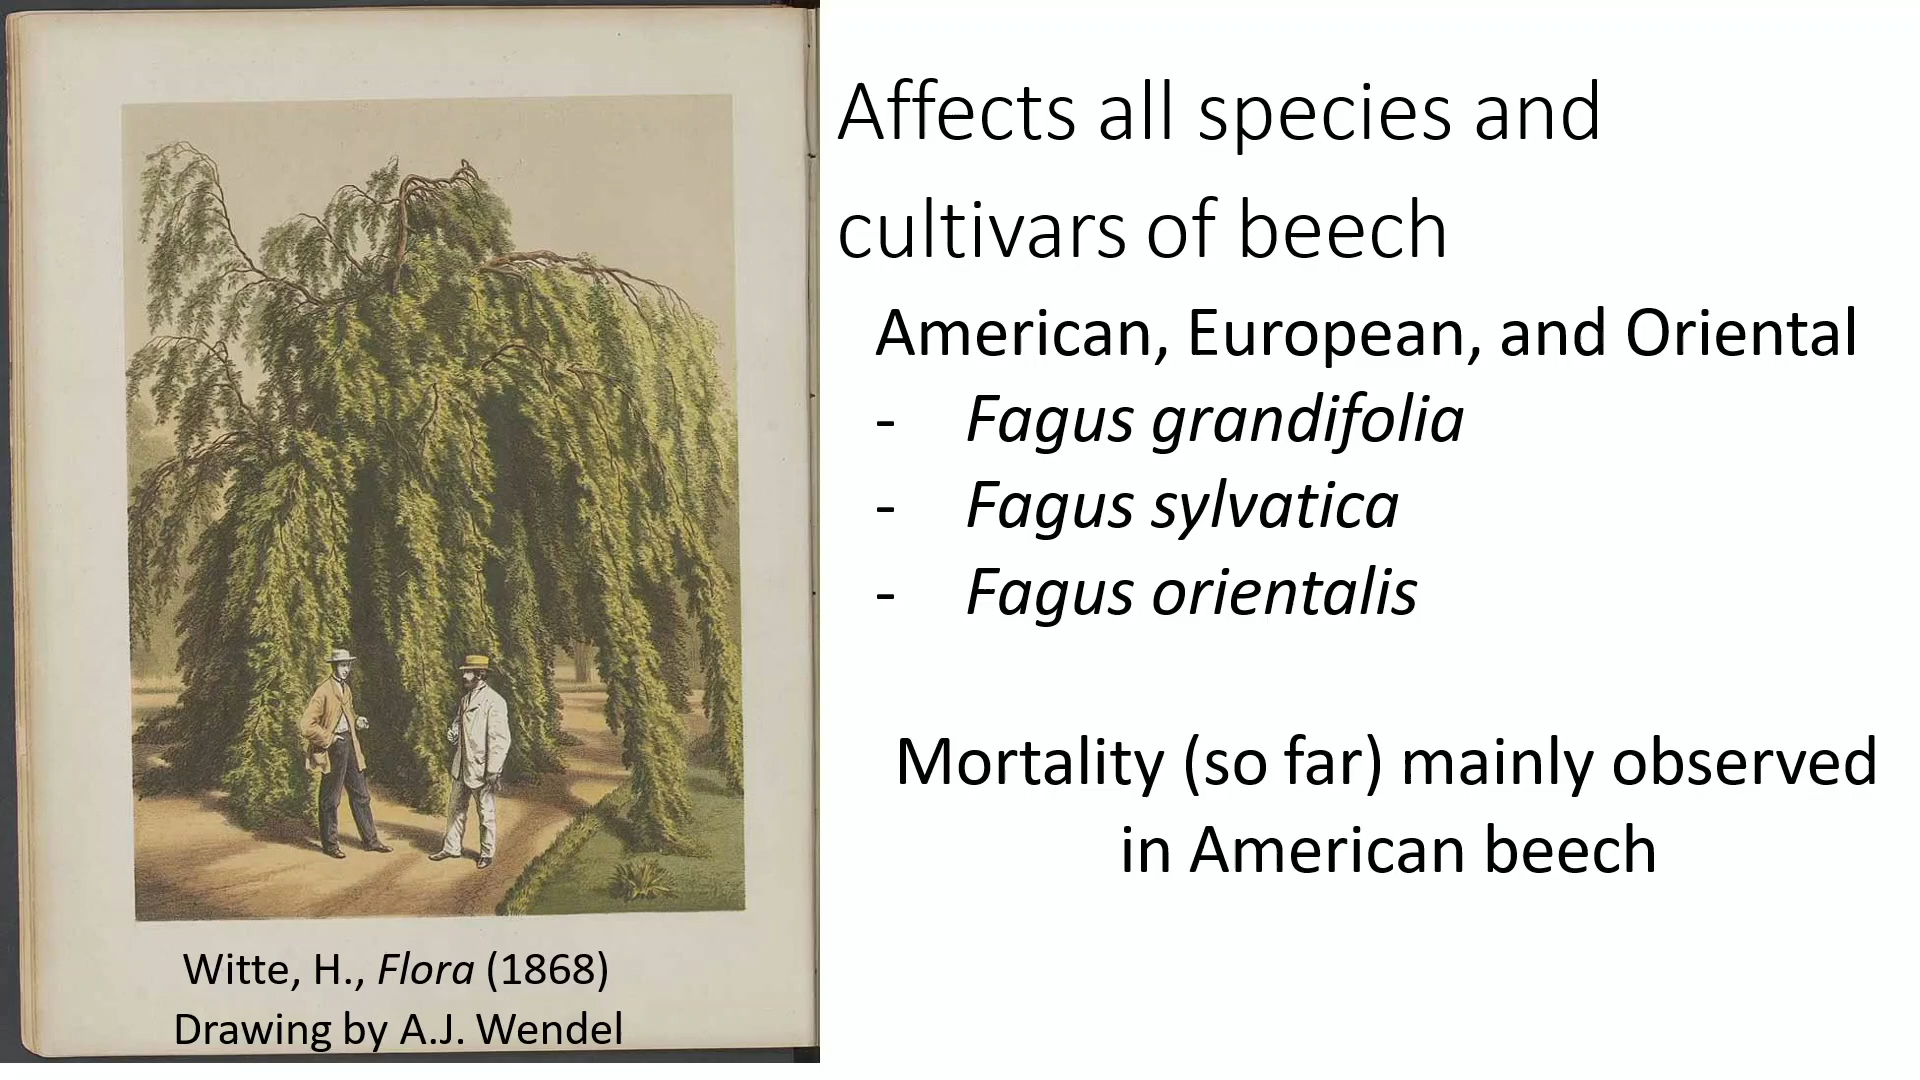 Affects all species and
cultivars of beech
American, European, and Oriental
- Fagus grandifolia
- Fagus sylvatica
- Fagus orientalis
Mortality (so far) mainly observed
in American beech
Witte, H., Flora (1868)
Drawing by A.J. Wendel